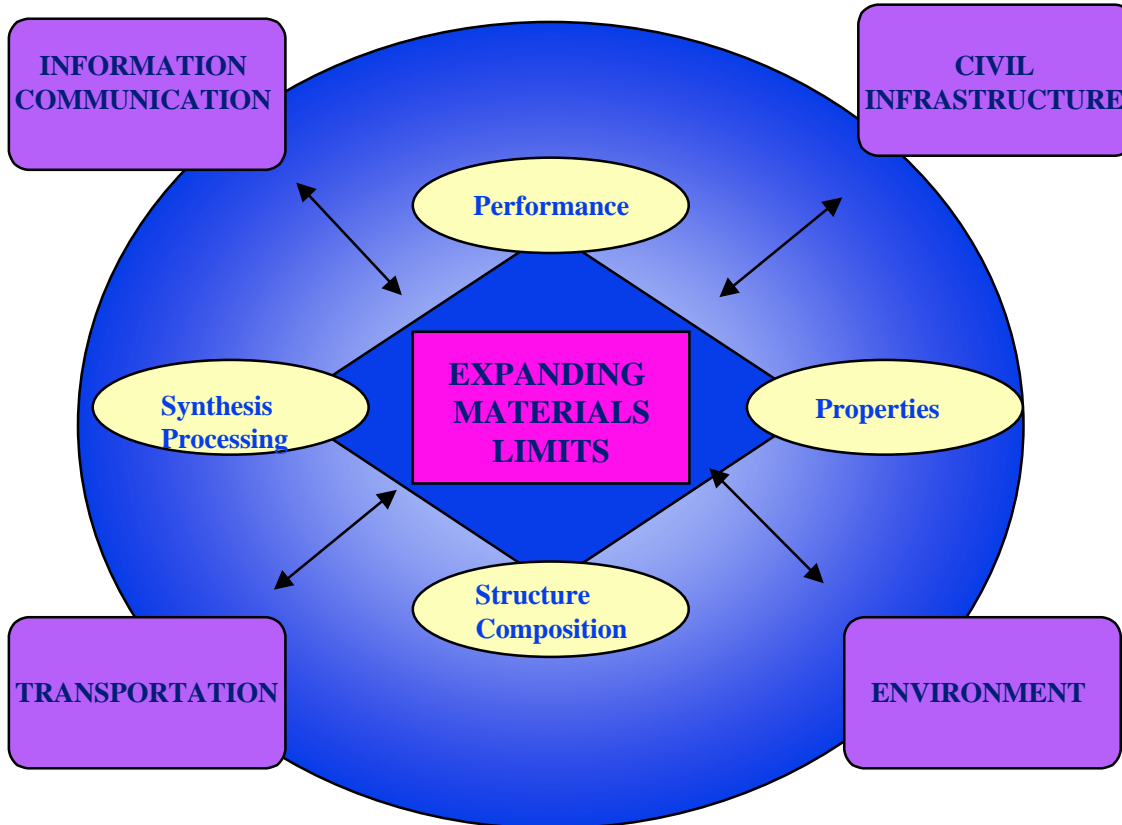 INFORMATION
COMMUNICATION
CIVIL
INFRASTRUCTURE
Performance
Synthesis
Processing
EXPANDING
MATERIALS
LIMITS
Properties
Structure
Composition
TRANSPORTATION
ENVIRONMENT